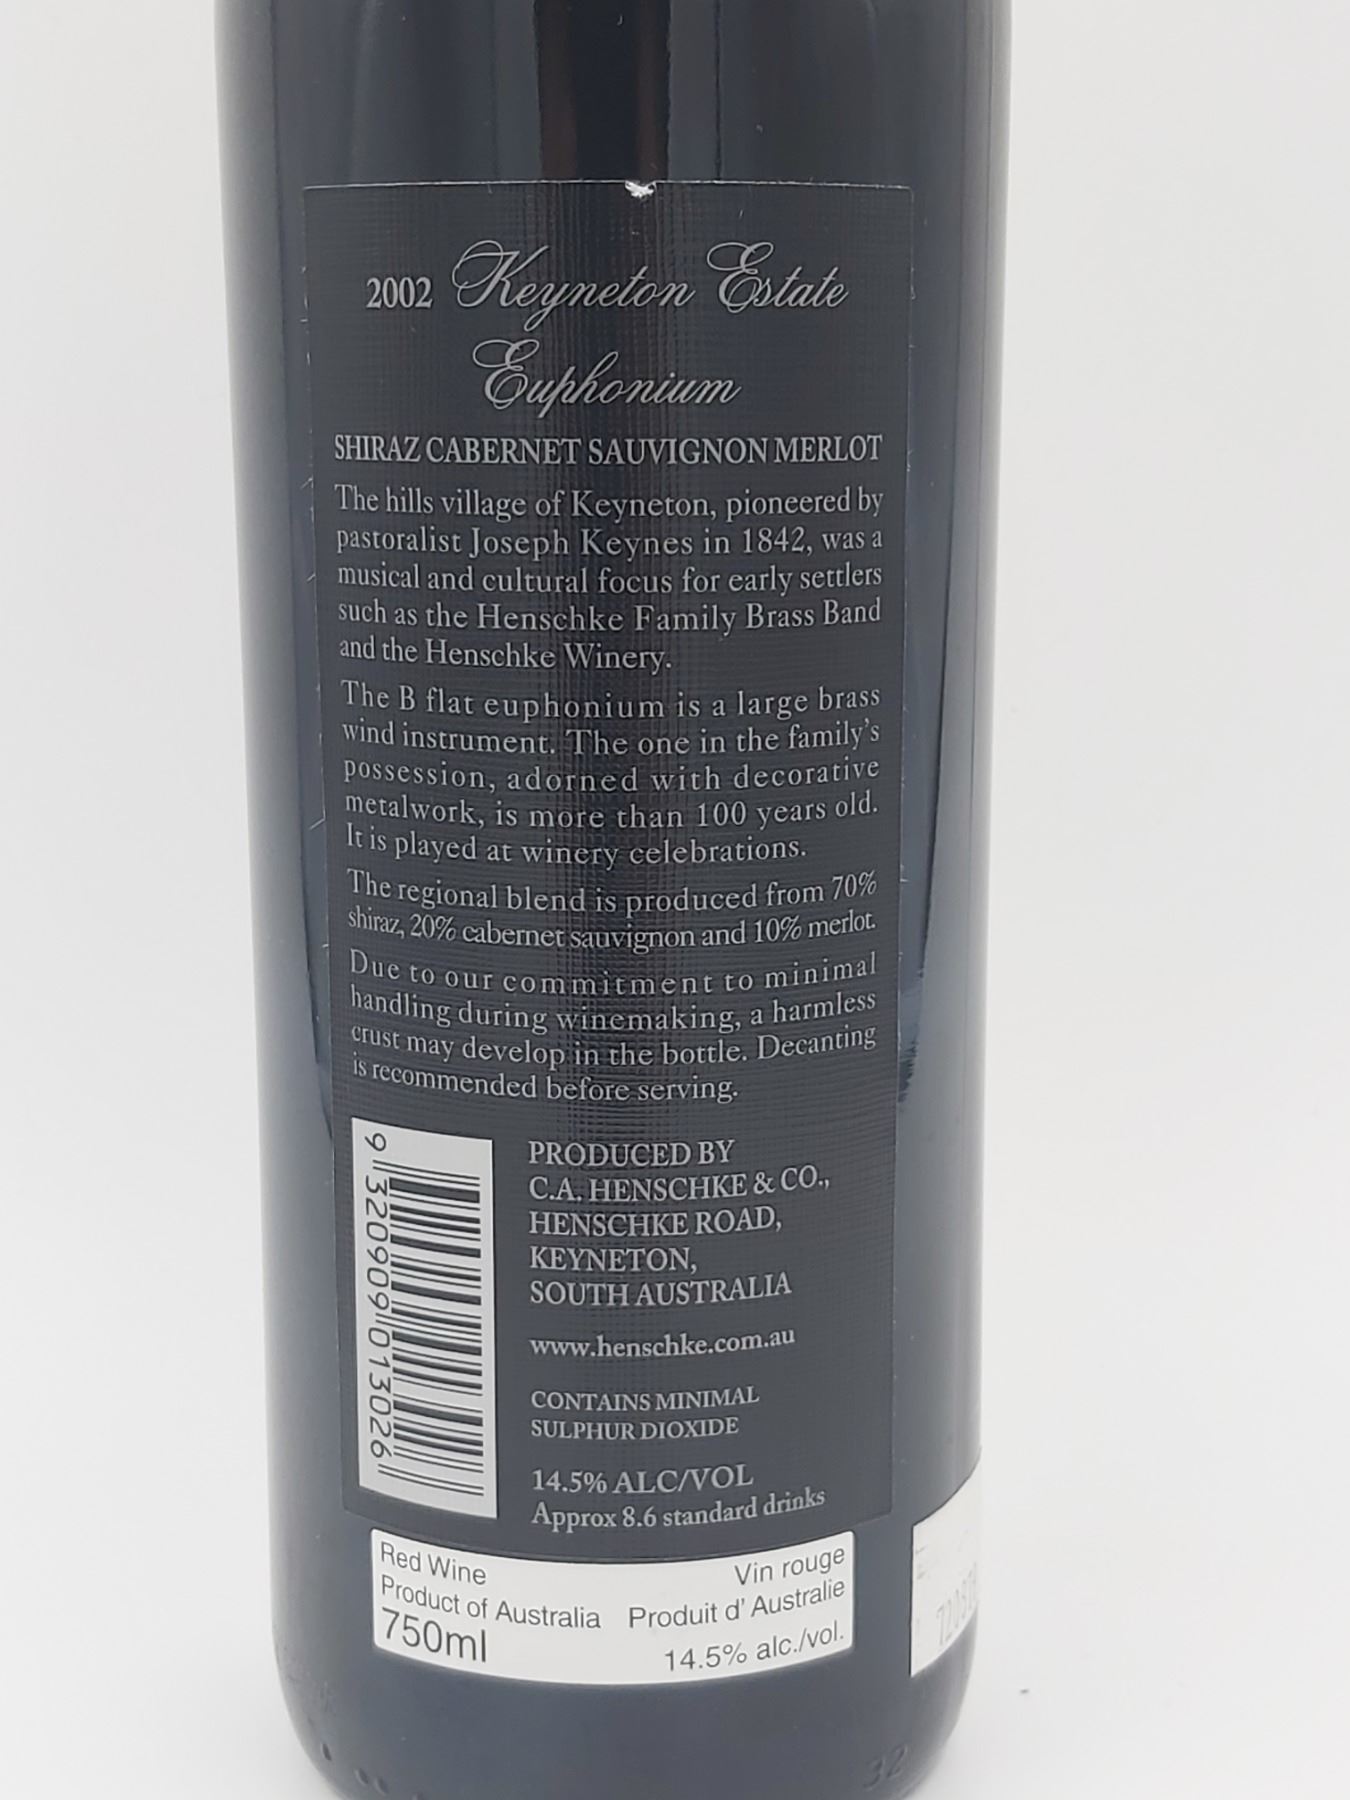 2002 Keyneton Estate
Euphonium
SHIRAZ CABERNET SAUVIGNON MERLOT
The hills village of Keyneton, pioneered by
pastoralist Joseph Keynes in 1842, was a
musical and cultural focus for early settlers
such as the Henschke Family Brass Band
and the Henschke Winery.
The B flat euphonium is a large brass
wind instrument. The one in the family's
possession, adorned with decorative
metalwork, is more than 100 years old.
It is played at winery celebrations.
The regional blend is produced from 70%
shiraz, 20% cabernet sauvignon and 10% merlot.
Due to our commitment to minimal
handling during winemaking, a harmless
crust may develop in the bottle. Decanting
is recommended before serving.
9 320909 013026
PRODUCED BY
C.A. HENSCHKE & CO.,
HENSCHKE ROAD,
KEYNETON,
SOUTH AUSTRALIA
www.henschke.com.au
CONTAINS MINIMAL
SULPHUR DIOXIDE
14.5% ALC/VOL
Approx 8.6 standard drinks
Red Wine
Product of Australia
750ml
Vin rouge
Produit d' Australie
14.5% alc./vol.
32